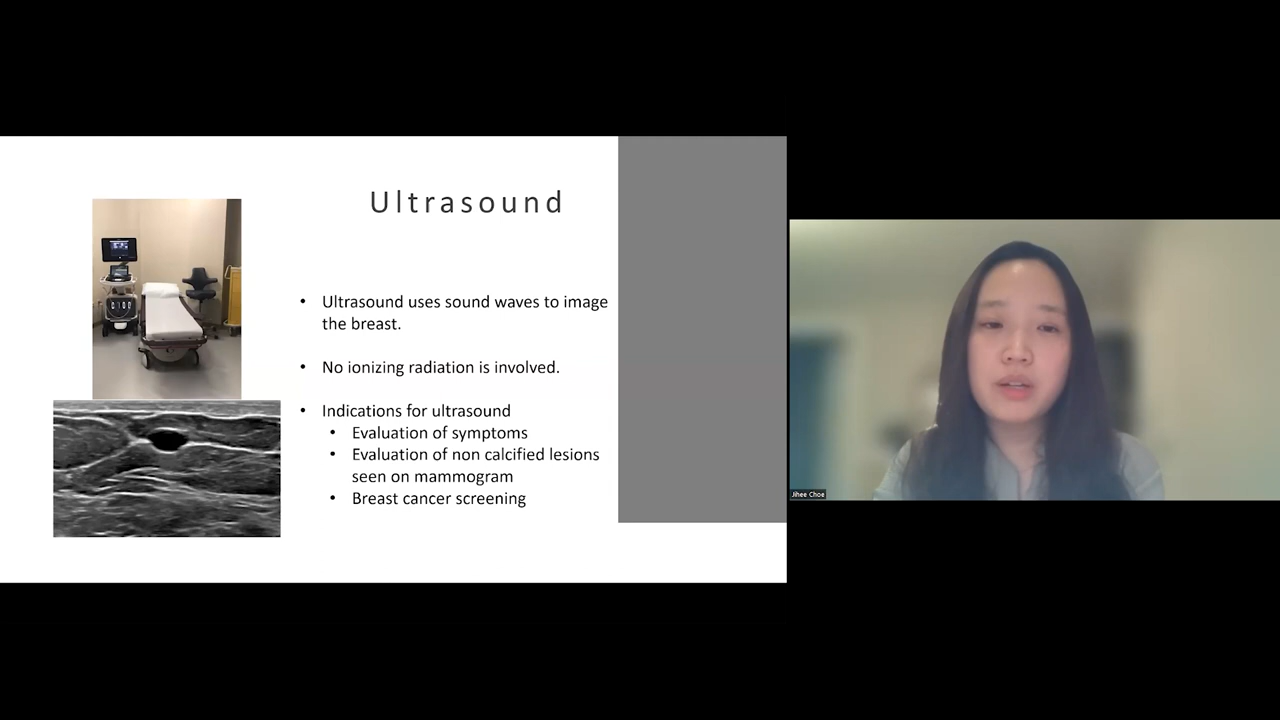 Ultrasound
• Ultrasound uses sound waves to image
the breast.
• No ionizing radiation is involved.
• Indications for ultrasound
• Evaluation of symptoms
• Evaluation of non calcified lesions
seen on mammogram
• Breast cancer screening
Jihee Choe